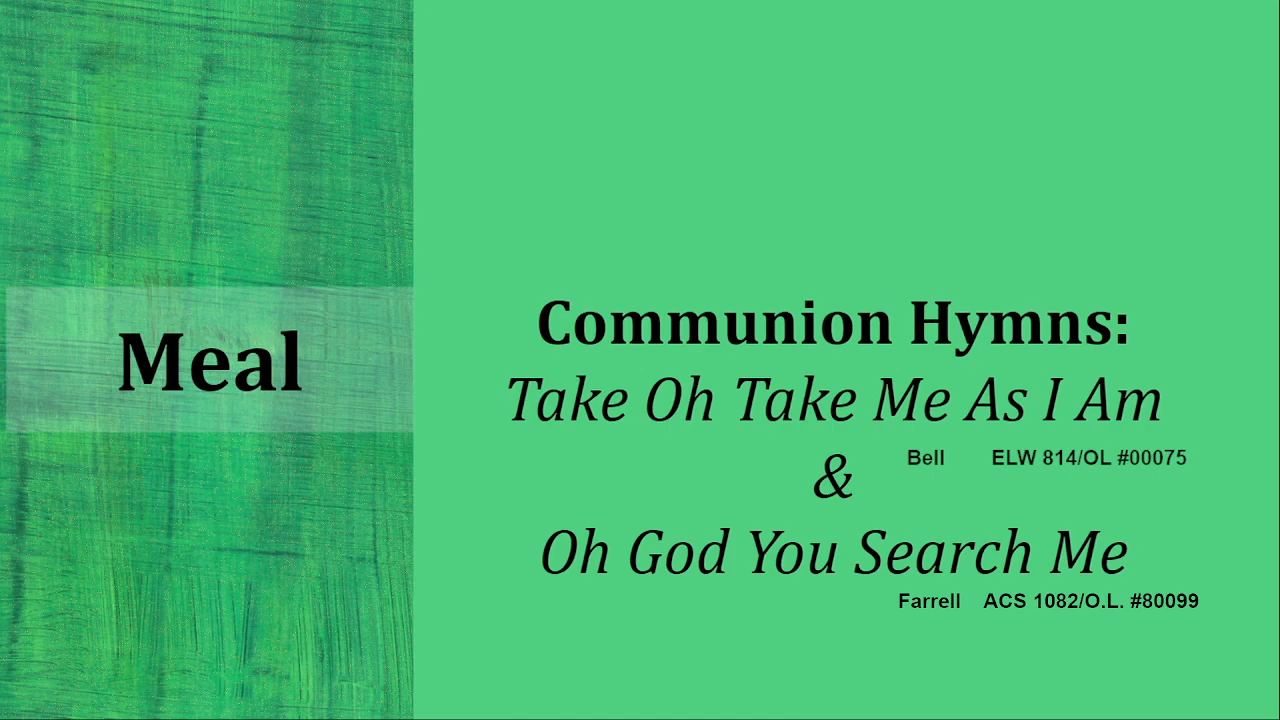 Meal
Communion Hymns:
Take Oh Take Me As I Am
& Bell ELW 814/OL #00075
Oh God You Search Me
Farrell ACS 1082/O.L. #80099